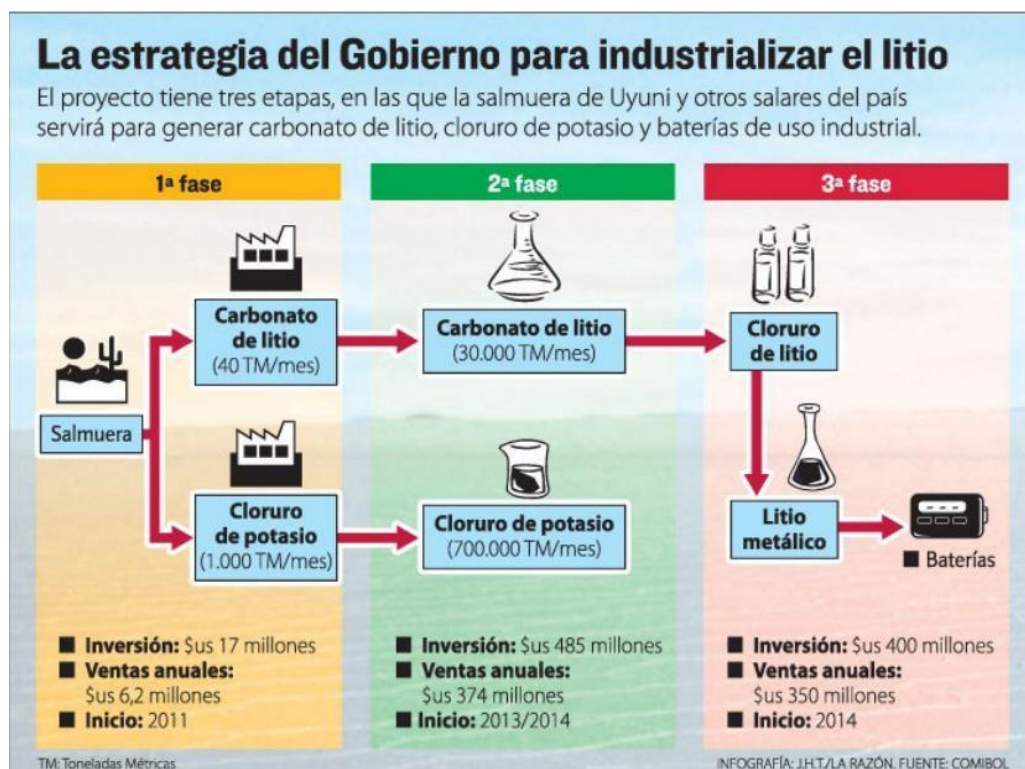 La estrategia del Gobierno para industrializar el litio
El proyecto tiene tres etapas, en las que la salmuera de Uyuni y otros salares del país
servirá para generar carbonato de litio, cloruro de potasio y baterías de uso industrial.
1ª fase
Salmuera
Carbonato
de litio
(40 TM/mes)
Cloruro
de potasio
(1.000 TM/mes)
■ Inversión: $us 17 millones
■ Ventas anuales:
$us 6,2 millones
■ Inicio: 2011
2ª fase
Carbonato de litio
(30.000 TM/mes)
Cloruro de potasio
(700.000 TM/mes)
■ Inversión: $us 485 millones
■ Ventas anuales:
$us 374 millones
■ Inicio: 2013/2014
3ª fase
Cloruro
de litio
Litio
metálico
■ Baterías
■ Inversión: $us 400 millones
■ Ventas anuales:
$us 350 millones
■ Inicio: 2014
TM: Toneladas Métricas
INFOGRAFÍA: J.H.T./LA RAZÓN. FUENTE: COMIBOL